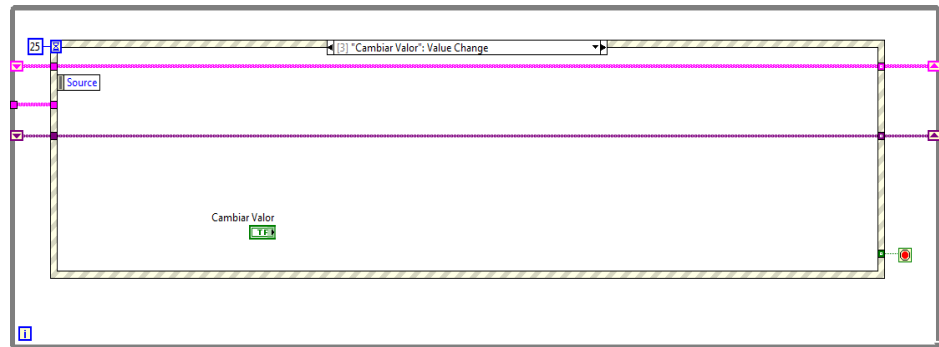 25
[3] "Cambiar Valor": Value Change
Source
Cambiar Valor
TF
i